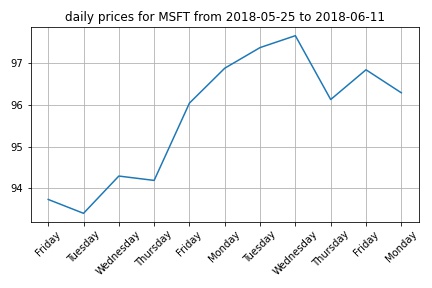 daily prices for MSFT from 2018-05-25 to 2018-06-11
97
96
95
94
Friday
Tuesday
Wednesday
Thursday
Friday
Monday
Tuesday
Wednesday
Thursday
Friday
Monday